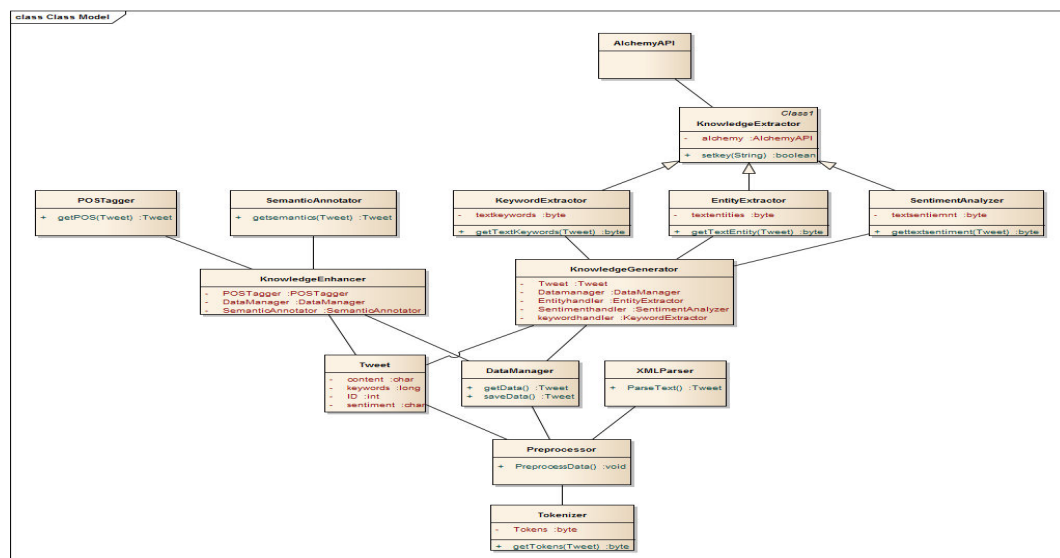 class Class Model
AlchemyAPI
Class1
KnowledgeExtractor
- alchemy :AlchemyAPI
+ setkey(String) :boolean
POSTagger
+ getPOS(Tweet) :Tweet
SemanticAnnotator
+ getsemantics(Tweet) :Tweet
KeywordExtractor
- textkeywords :byte
+ getTextKeywords(Tweet) :byte
EntityExtractor
- textentities :byte
+ getTextEntity(Tweet) :byte
SentimentAnalyzer
- textsentiemnt :byte
+ gettextsentiment(Tweet) :byte
KnowledgeEnhancer
- POSTagger :POSTagger
- DataManager :DataManager
- SemanticAnnotator :SemanticAnnotator
KnowledgeGenerator
- Tweet :Tweet
- Datamanager :DataManager
- Entityhandler :EntityExtractor
- Sentimenthandler :SentimentAnalyzer
- keywordhandler :KeywordExtractor
Tweet
- content :char
- keywords :long
- ID :int
- sentiment :char
DataManager
+ getData() :Tweet
+ saveData() :Tweet
XMLParser
+ ParseText() :Tweet
Preprocessor
+ PreprocessData() :void
Tokenizer
- Tokens :byte
+ getTokens(Tweet) :byte